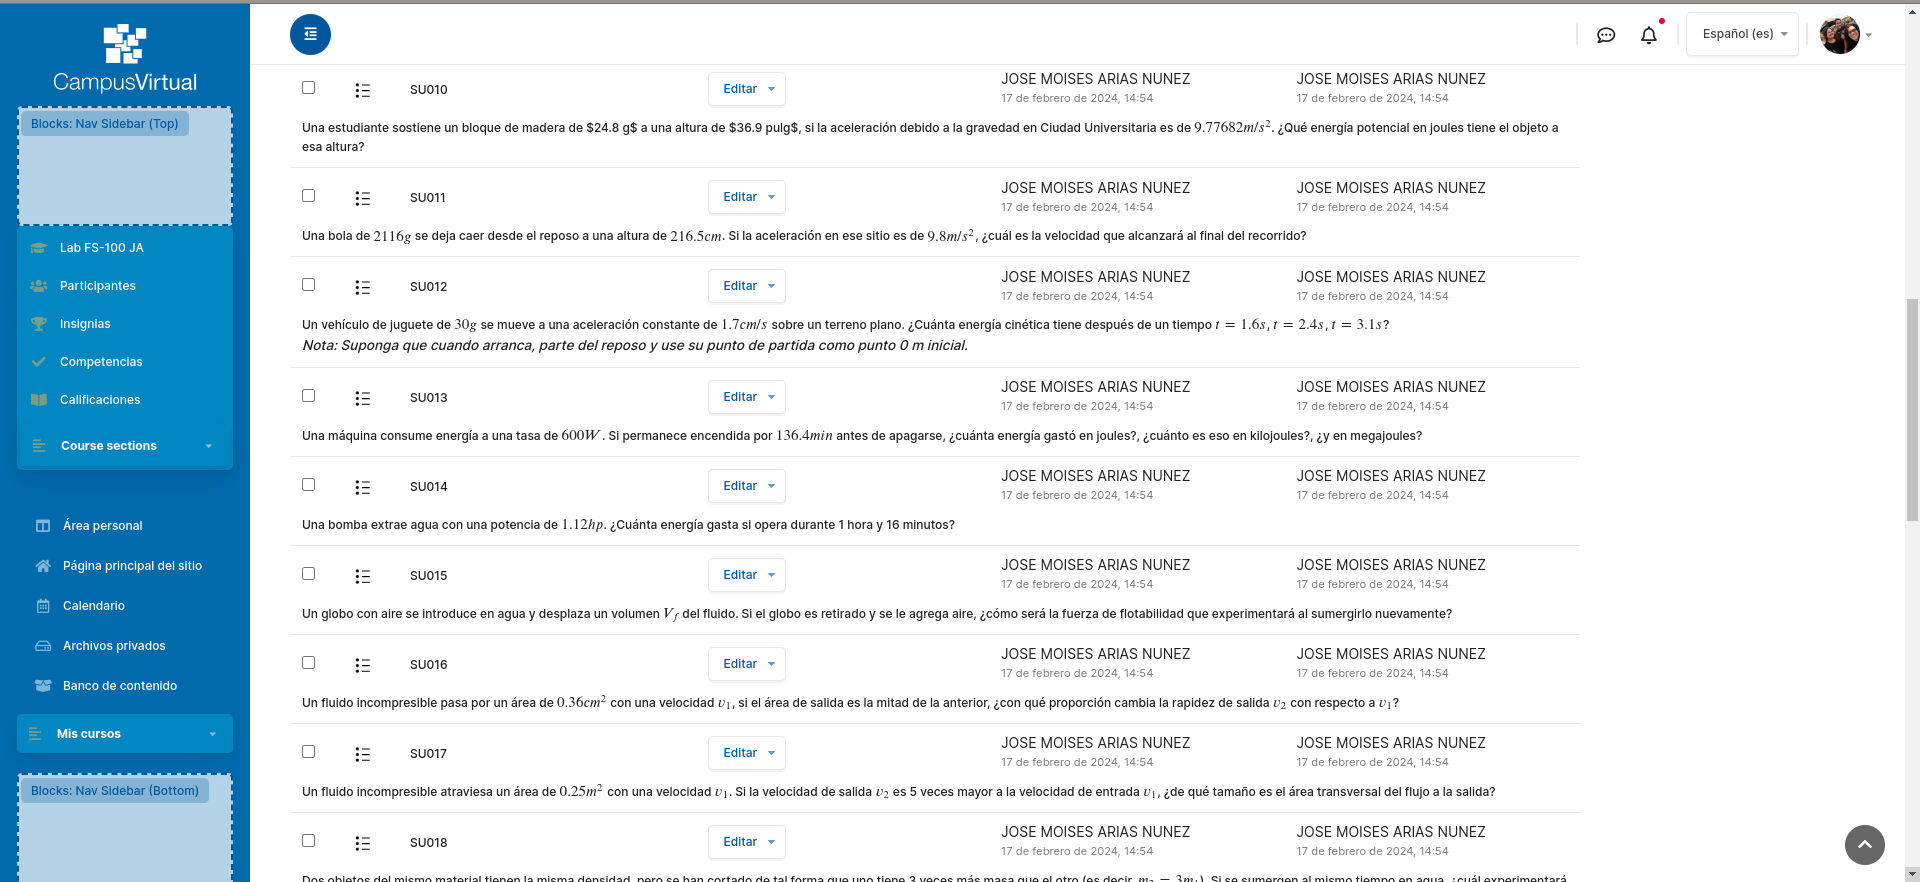 CampusVirtual
Blocks: Nav Sidebar (Top)
Lab FS-100 JA
Participantes
Insignias
Competencias
Calificaciones
Course sections
Área personal
Página principal del sitio
Calendario
Archivos privados
Banco de contenido
Mis cursos
Blocks: Nav Sidebar (Bottom)
Español (es)
SU010 Editar JOSE MOISES ARIAS NUNEZ JOSE MOISES ARIAS NUNEZ
17 de febrero de 2024, 14:54 17 de febrero de 2024, 14:54
Una estudiante sostiene un bloque de madera de $24.8 g$ a una altura de $36.9 pulg$, si la aceleración debido a la gravedad en Ciudad Universitaria es de 9.77682m/s². ¿Qué energía potencial en joules tiene el objeto a
esa altura?
SU011 Editar JOSE MOISES ARIAS NUNEZ JOSE MOISES ARIAS NUNEZ
17 de febrero de 2024, 14:54 17 de febrero de 2024, 14:54
Una bola de 2116g se deja caer desde el reposo a una altura de 216.5cm. Si la aceleración en ese sitio es de 9.8m/s², ¿cuál es la velocidad que alcanzará al final del recorrido?
SU012 Editar JOSE MOISES ARIAS NUNEZ JOSE MOISES ARIAS NUNEZ
17 de febrero de 2024, 14:54 17 de febrero de 2024, 14:54
Un vehículo de juguete de 30g se mueve a una aceleración constante de 1.7cm/s sobre un terreno plano. ¿Cuánta energía cinética tiene después de un tiempo t = 1.6s, t = 2.4s, t = 3.1s?
Nota: Suponga que cuando arranca, parte del reposo y use su punto de partida como punto 0 m inicial.
SU013 Editar JOSE MOISES ARIAS NUNEZ JOSE MOISES ARIAS NUNEZ
17 de febrero de 2024, 14:54 17 de febrero de 2024, 14:54
Una máquina consume energía a una tasa de 600W. Si permanece encendida por 136.4min antes de apagarse, ¿cuánta energía gastó en joules?, ¿cuánto es eso en kilojoules?, ¿y en megajoules?
SU014 Editar JOSE MOISES ARIAS NUNEZ JOSE MOISES ARIAS NUNEZ
17 de febrero de 2024, 14:54 17 de febrero de 2024, 14:54
Una bomba extrae agua con una potencia de 1.12hp. ¿Cuánta energía gasta si opera durante 1 hora y 16 minutos?
SU015 Editar JOSE MOISES ARIAS NUNEZ JOSE MOISES ARIAS NUNEZ
17 de febrero de 2024, 14:54 17 de febrero de 2024, 14:54
Un globo con aire se introduce en agua y desplaza un volumen V_f del fluido. Si el globo es retirado y se le agrega aire, ¿cómo será la fuerza de flotabilidad que experimentará al sumergirlo nuevamente?
SU016 Editar JOSE MOISES ARIAS NUNEZ JOSE MOISES ARIAS NUNEZ
17 de febrero de 2024, 14:54 17 de febrero de 2024, 14:54
Un fluido incompresible pasa por un área de 0.36cm² con una velocidad v₁, si el área de salida es la mitad de la anterior, ¿con qué proporción cambia la rapidez de salida v₂ con respecto a v₁?
SU017 Editar JOSE MOISES ARIAS NUNEZ JOSE MOISES ARIAS NUNEZ
17 de febrero de 2024, 14:54 17 de febrero de 2024, 14:54
Un fluido incompresible atraviesa un área de 0.25m² con una velocidad v₁. Si la velocidad de salida v₂ es 5 veces mayor a la velocidad de entrada v₁, ¿de qué tamaño es el área transversal del flujo a la salida?
SU018 Editar JOSE MOISES ARIAS NUNEZ JOSE MOISES ARIAS NUNEZ
17 de febrero de 2024, 14:54 17 de febrero de 2024, 14:54
Dos objetos del mismo material tienen la misma densidad, pero se han cortado de tal forma que uno tiene 3 veces más masa que el otro (es decir, m₂ = 3m₁). Si se sumergen al mismo tiempo en agua, ¿cuál experimentará